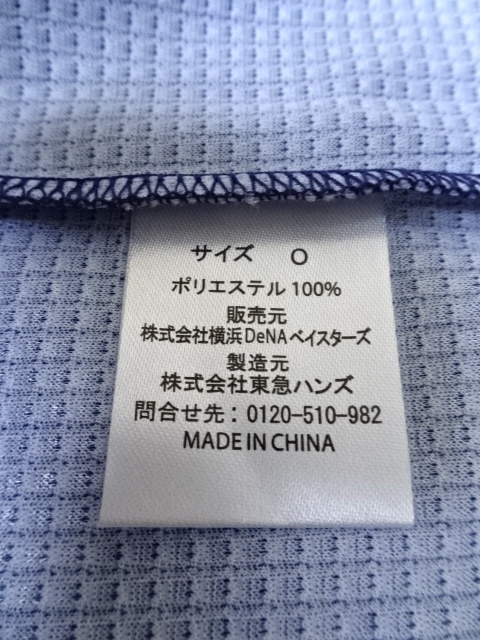 サイズ O
ポリエステル 100%
販売元
株式会社横浜DeNAベイスターズ
製造元
株式会社東急ハンズ
問合せ先：0120-510-982
MADE IN CHINA